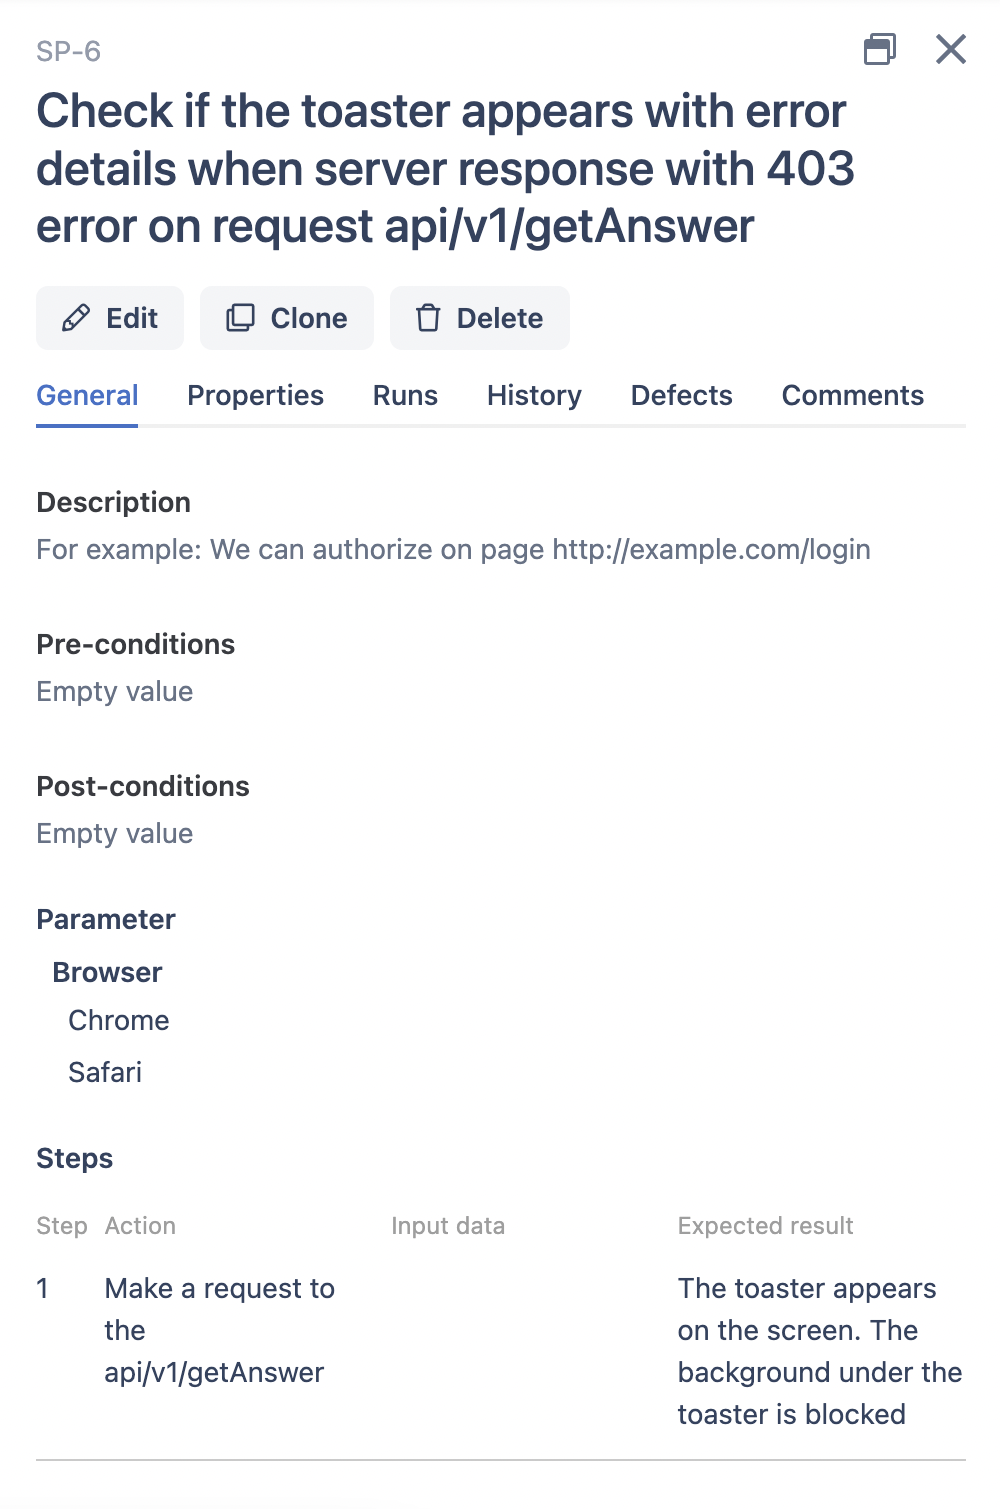 SP-6
Check if the toaster appears with error
details when server response with 403
error on request api/v1/getAnswer
Edit Clone Delete
General Properties Runs History Defects Comments
Description
For example: We can authorize on page http://example.com/login
Pre-conditions
Empty value
Post-conditions
Empty value
Parameter
Browser
Chrome
Safari
Steps
Step Action Input data Expected result
1 Make a request to The toaster appears
the on the screen. The
api/v1/getAnswer background under the
toaster is blocked